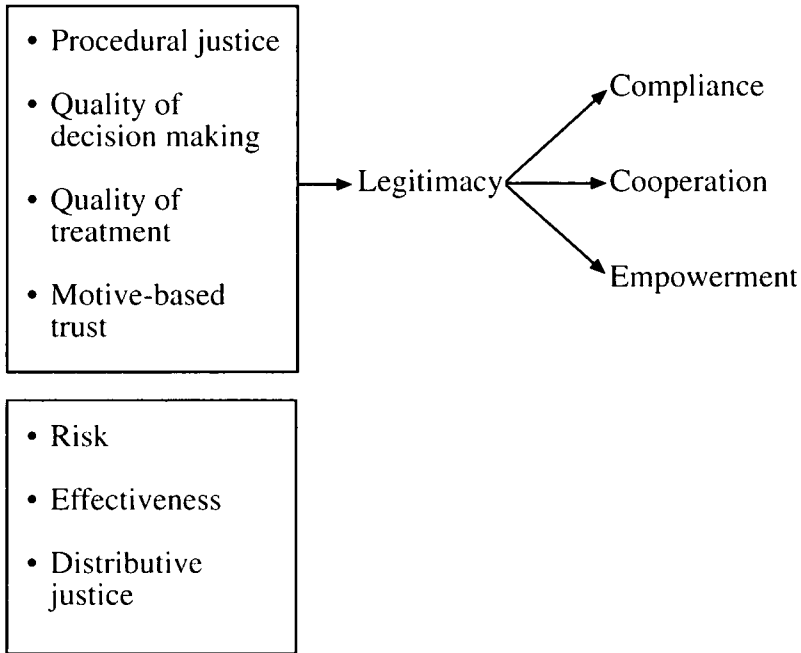 • Procedural justice
• Quality of
decision making
• Quality of
treatment
• Motive-based
trust
Legitimacy
Compliance
Cooperation
Empowerment
• Risk
• Effectiveness
• Distributive
justice